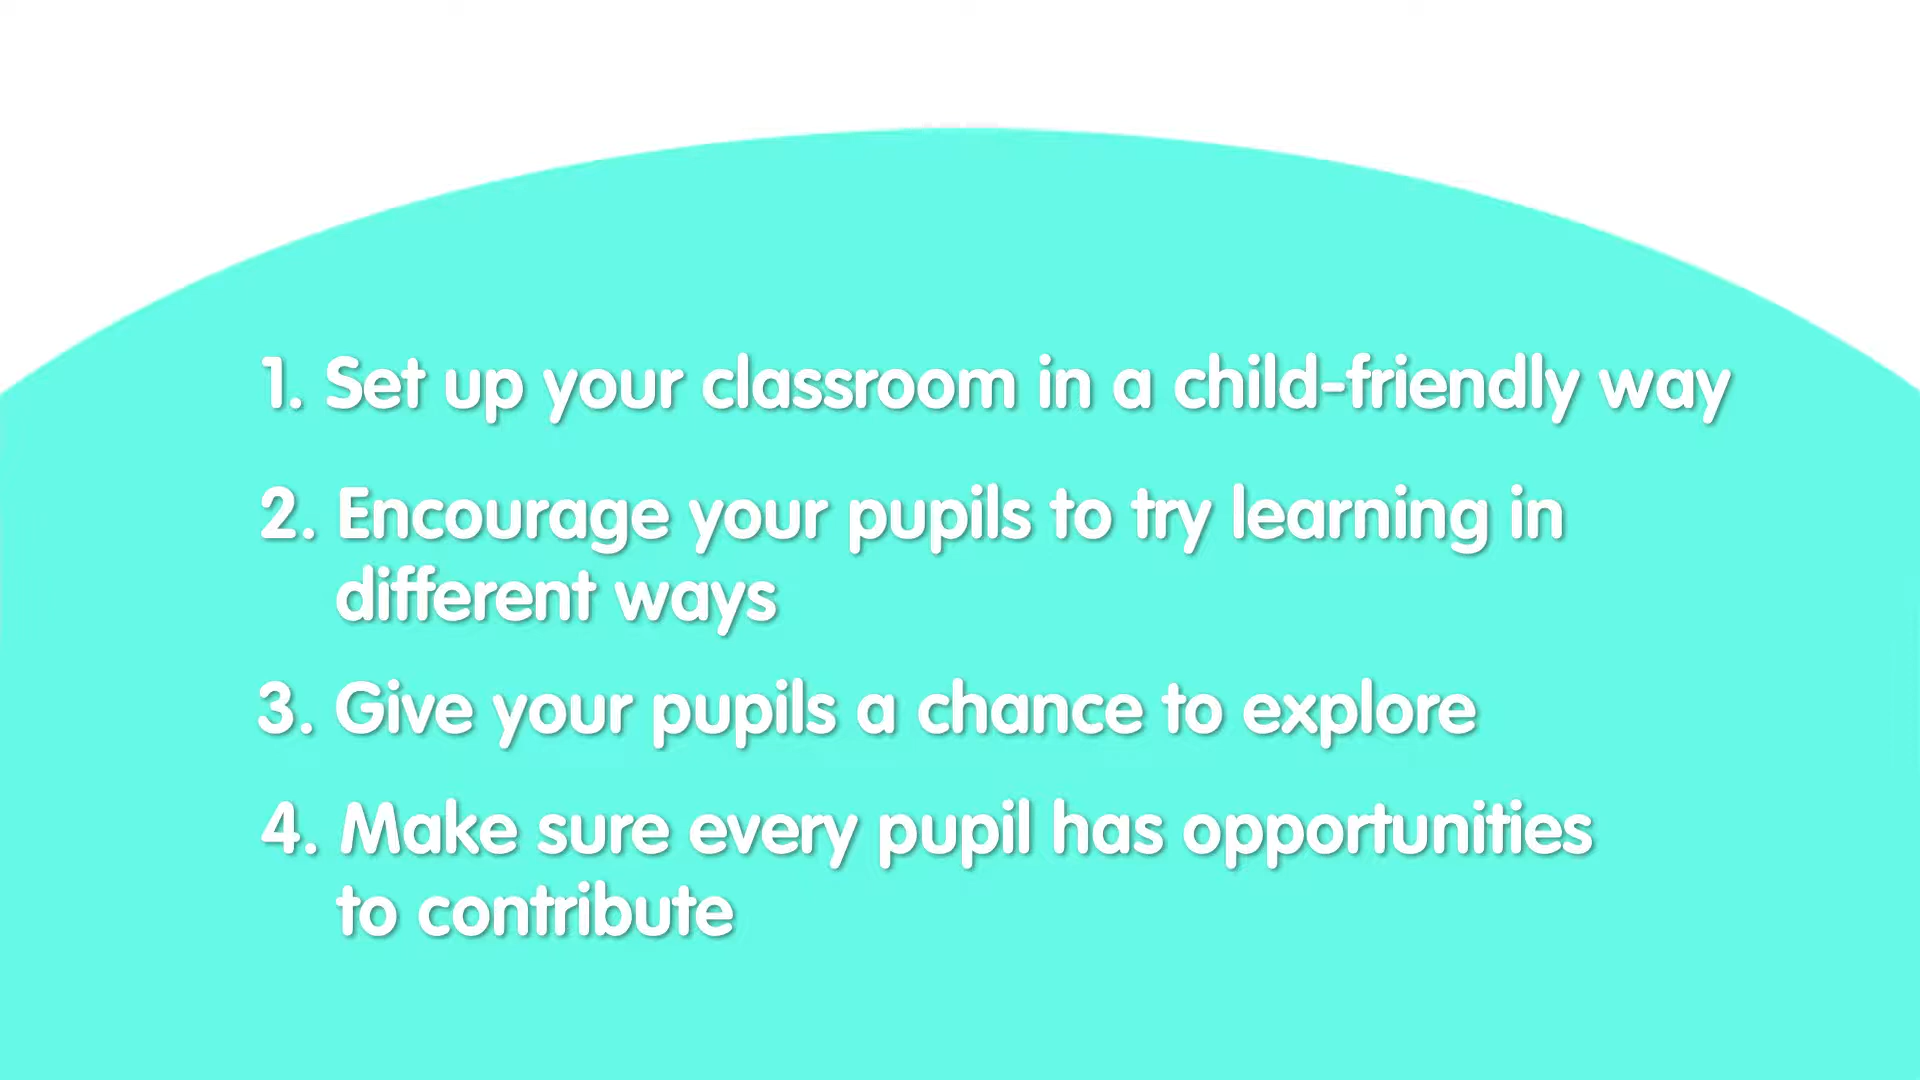 1. Set up your classroom in a child-friendly way
2. Encourage your pupils to try learning in
different ways
3. Give your pupils a chance to explore
4. Make sure every pupil has opportunities
to contribute